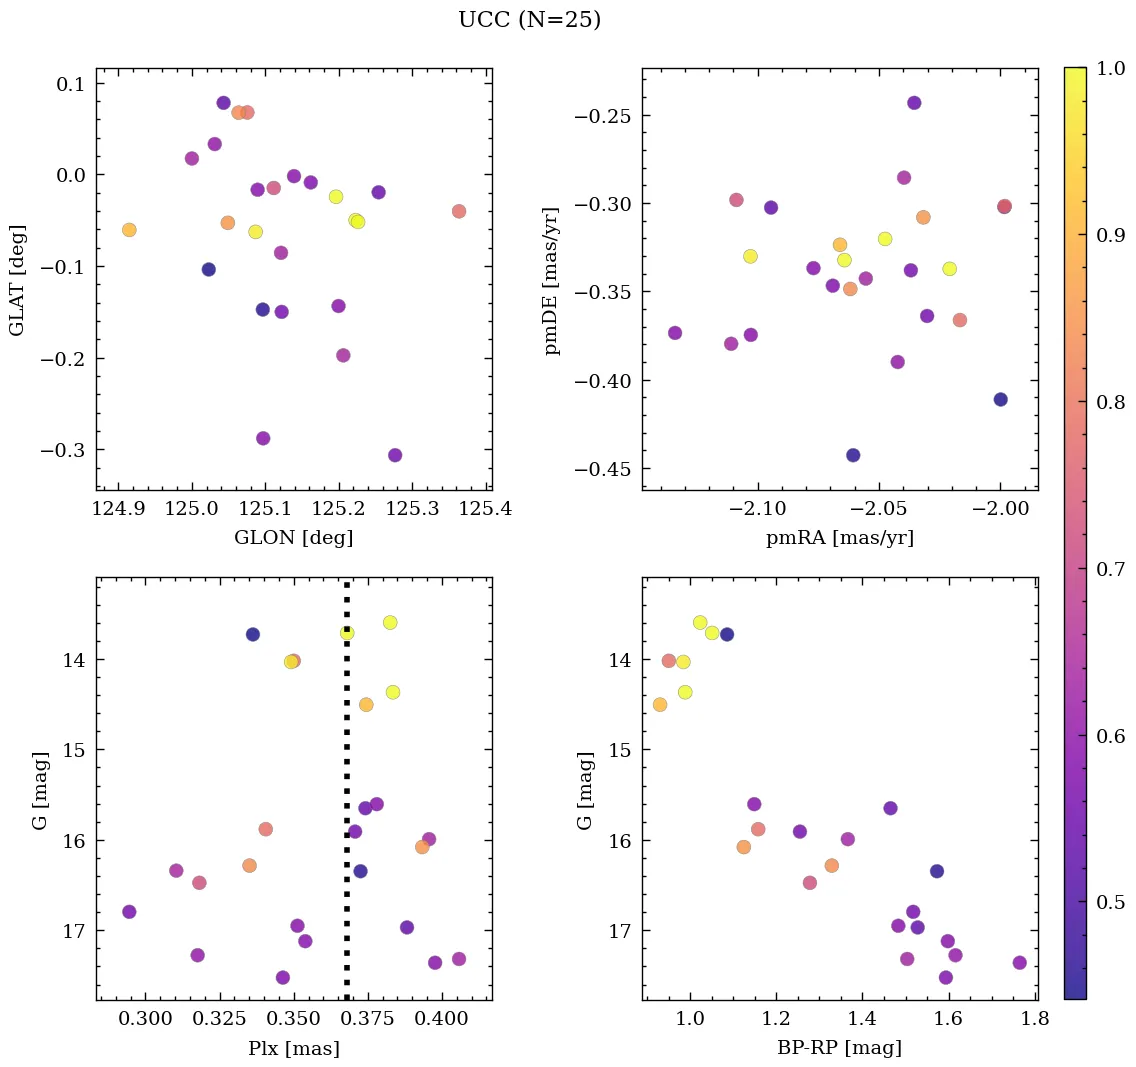 UCC (N=25)
0.1
0.0
−0.1
−0.2
−0.3
GLAT [deg]
124.9 125.0 125.1 125.2 125.3 125.4
GLON [deg]
−0.25
−0.30
−0.35
−0.40
−0.45
pmDE [mas/yr]
−2.10 −2.05 −2.00
pmRA [mas/yr]
1.0
0.9
0.8
0.7
0.6
0.5
14
15
16
17
G [mag]
0.300 0.325 0.350 0.375 0.400
Plx [mas]
14
15
16
17
G [mag]
1.0 1.2 1.4 1.6 1.8
BP-RP [mag]